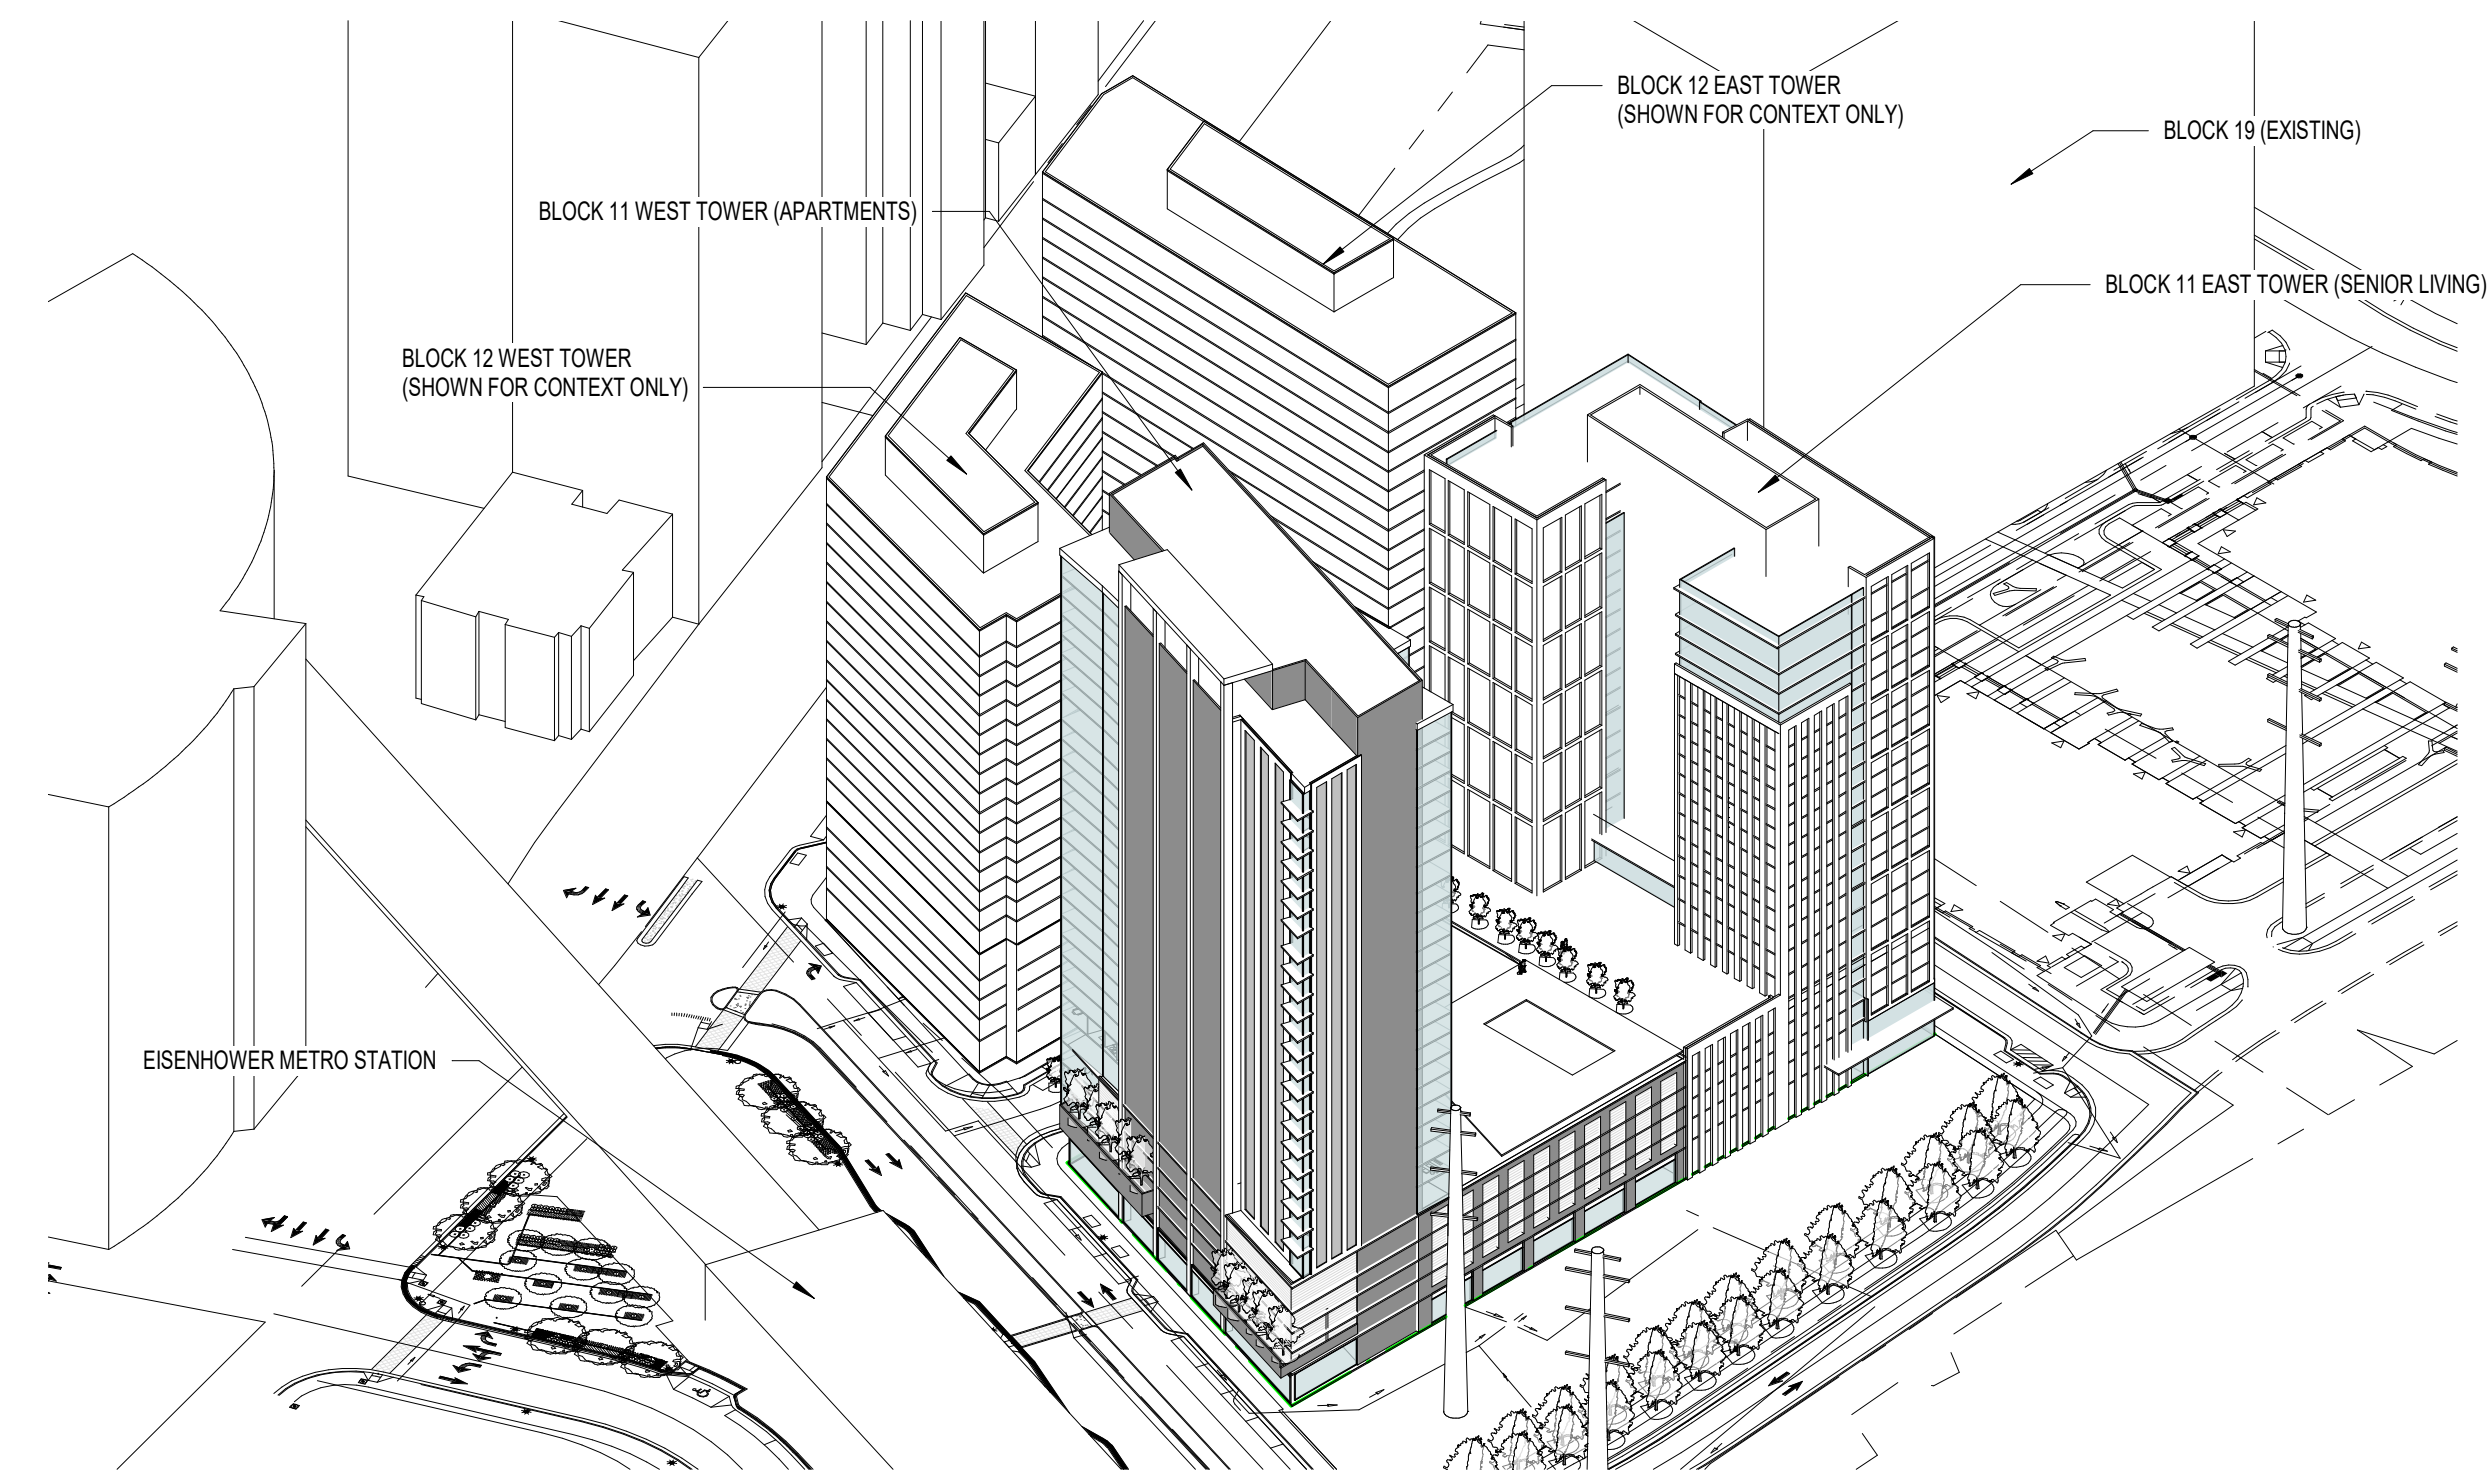 BLOCK 12 EAST TOWER
(SHOWN FOR CONTEXT ONLY)
BLOCK 19 (EXISTING)
BLOCK 11 WEST TOWER (APARTMENTS)
BLOCK 11 EAST TOWER (SENIOR LIVING)
BLOCK 12 WEST TOWER
(SHOWN FOR CONTEXT ONLY)
EISENHOWER METRO STATION